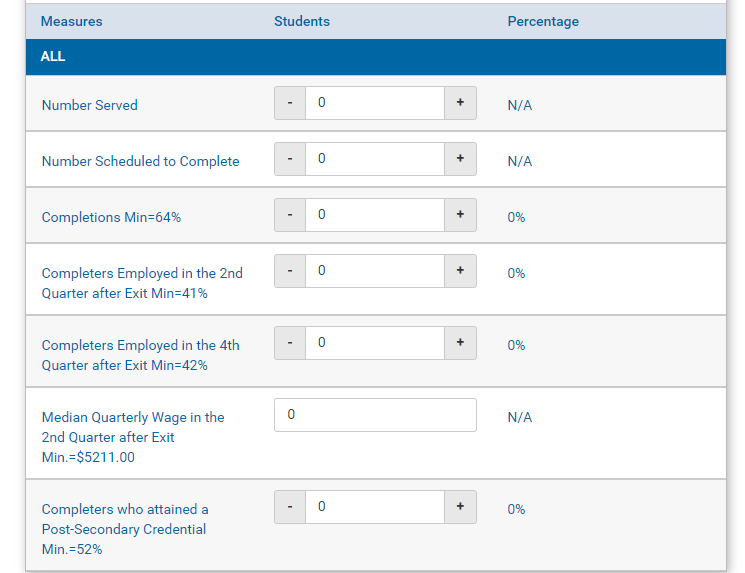 Measures Students Percentage
ALL
Number Served - 0 + N/A
Number Scheduled to Complete - 0 + N/A
Completions Min=64% - 0 + 0%
Completers Employed in the 2nd - 0 + 0%
Quarter after Exit Min=41%
Completers Employed in the 4th - 0 + 0%
Quarter after Exit Min=42%
Median Quarterly Wage in the 0 N/A
2nd Quarter after Exit
Min.=$5211.00
Completers who attained a - 0 + 0%
Post-Secondary Credential
Min.=52%